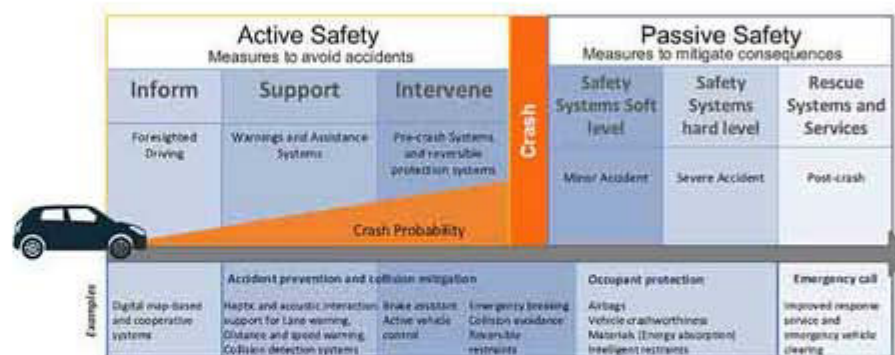 Active Safety
Measures to avoid accidents
Passive Safety
Measures to mitigate consequences
Inform
Support
Intervene
Crash
Safety
Systems Soft
level
Safety
Systems
hard level
Rescue
Systems and
Services
Foresighted
Driving
Warnings and Assistance
Systems
Pre-crash Systems
and reversible
protection systems
Minor Accident
Severe Accident
Post-crash
Crash Probability
Examples
Accident prevention and collision mitigation
Occupant protection
Emergency call
Digital map-based
and cooperative
systems
Haptic and acoustic interaction
support for Lane warning,
Distance and speed warning,
Collision detection systems
Brake assistant
Active vehicle
control
Emergency breaking
Collision avoidance
Reversible
restraints
Airbags
Vehicle crashworthiness
Materials (Energy absorption)
Intelligent restraints
Improved response
service and
emergency vehicle
clearing